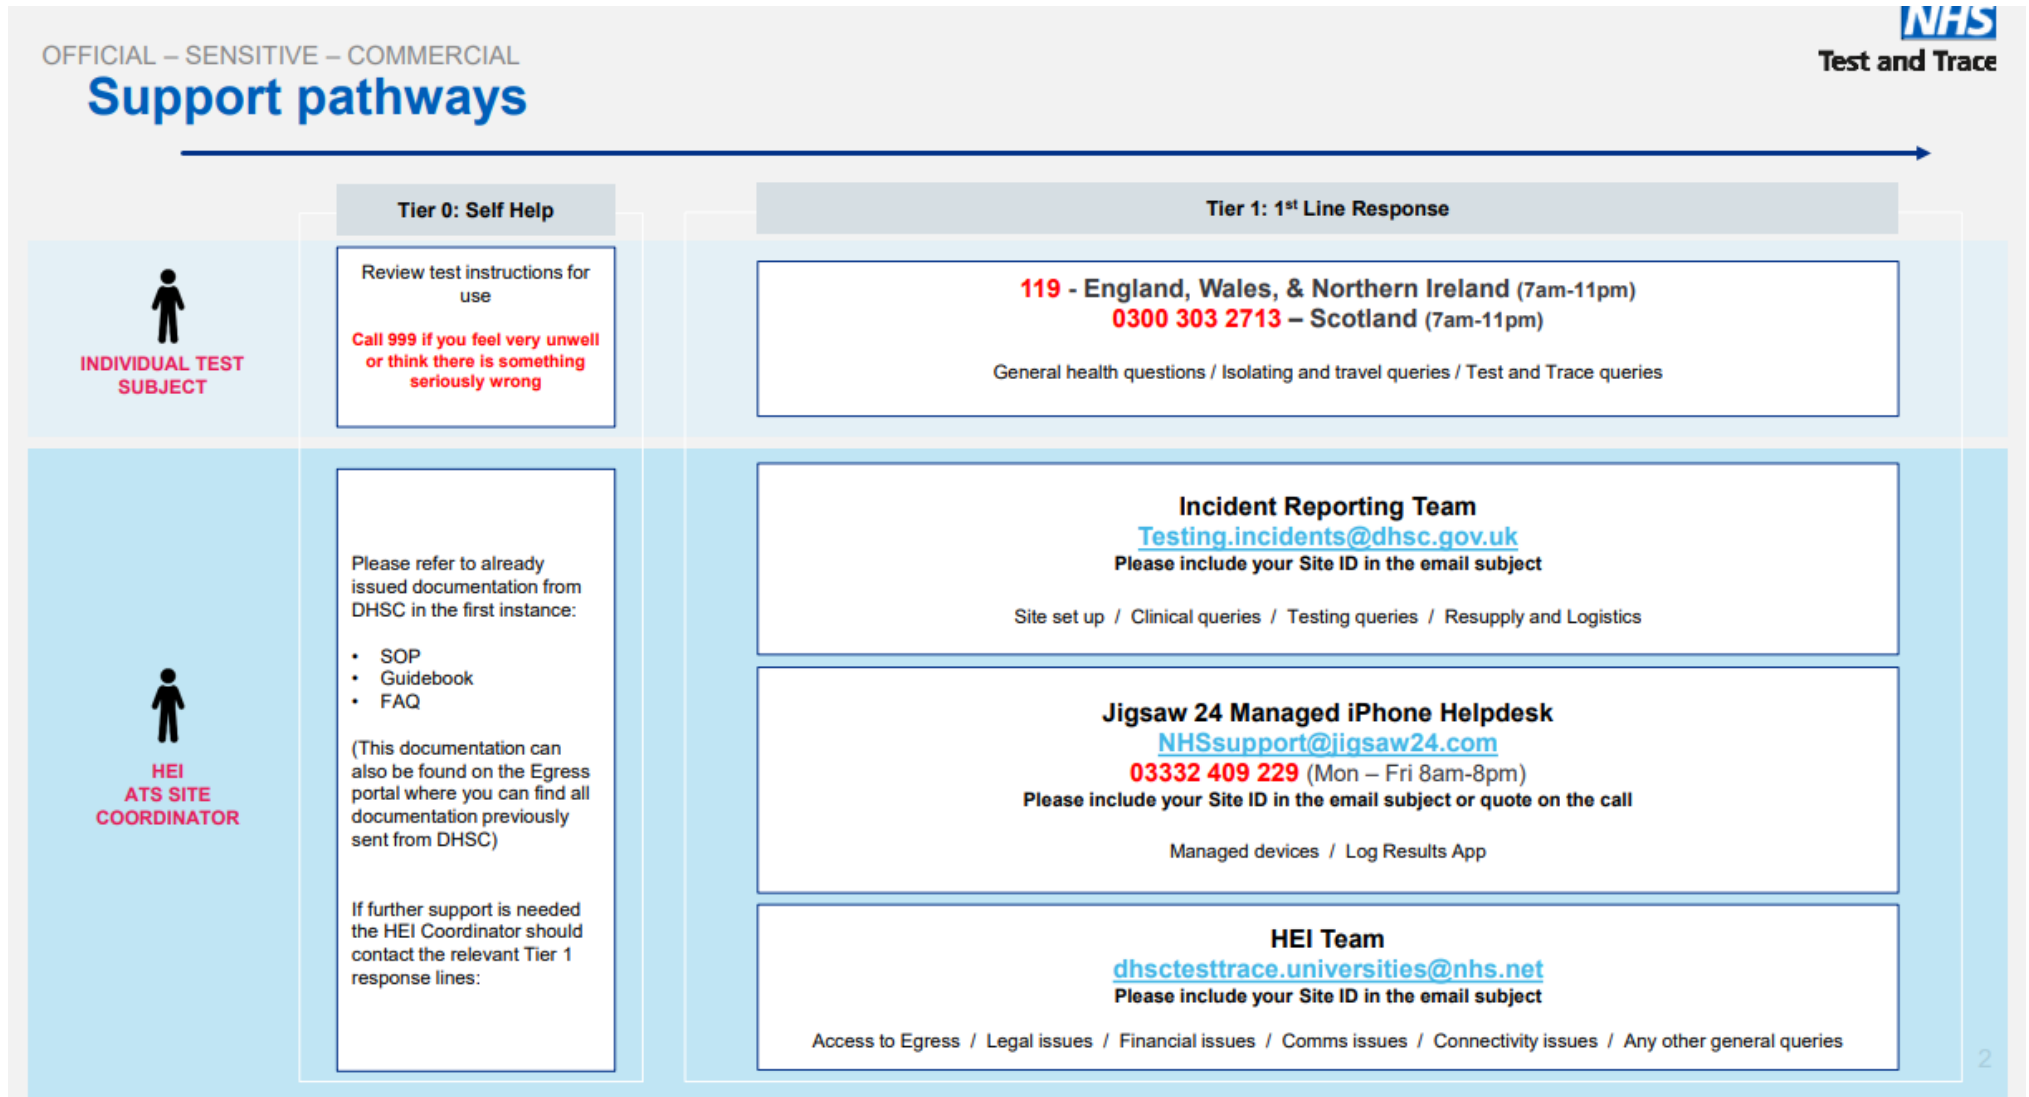 OFFICIAL – SENSITIVE – COMMERCIAL
Support pathways
NHS
Test and Trace
Tier 0: Self Help
Tier 1: 1st Line Response
INDIVIDUAL TEST
SUBJECT
Review test instructions for
use
Call 999 if you feel very unwell
or think there is something
seriously wrong
119 - England, Wales, & Northern Ireland (7am-11pm)
0300 303 2713 – Scotland (7am-11pm)
General health questions / Isolating and travel queries / Test and Trace queries
HEI
ATS SITE
COORDINATOR
Please refer to already
issued documentation from
DHSC in the first instance:
• SOP
• Guidebook
• FAQ
(This documentation can
also be found on the Egress
portal where you can find all
documentation previously
sent from DHSC)
If further support is needed
the HEI Coordinator should
contact the relevant Tier 1
response lines:
Incident Reporting Team
Testing.incidents@dhsc.gov.uk
Please include your Site ID in the email subject
Site set up / Clinical queries / Testing queries / Resupply and Logistics
Jigsaw 24 Managed iPhone Helpdesk
NHSsupport@jigsaw24.com
03332 409 229 (Mon – Fri 8am-8pm)
Please include your Site ID in the email subject or quote on the call
Managed devices / Log Results App
HEI Team
dhsctesttrace.universities@nhs.net
Please include your Site ID in the email subject
Access to Egress / Legal issues / Financial issues / Comms issues / Connectivity issues / Any other general queries
2